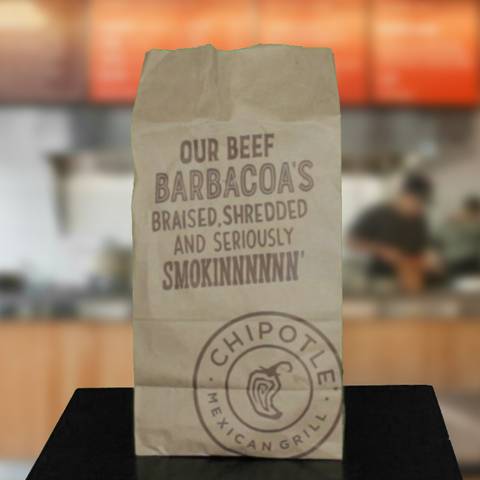 OUR BEEF
BARBACOA'S
BRAISED, SHREDDED
AND SERIOUSLY
SMOKINNNNNN'
CHIPOTLE
MEXICAN GRILL